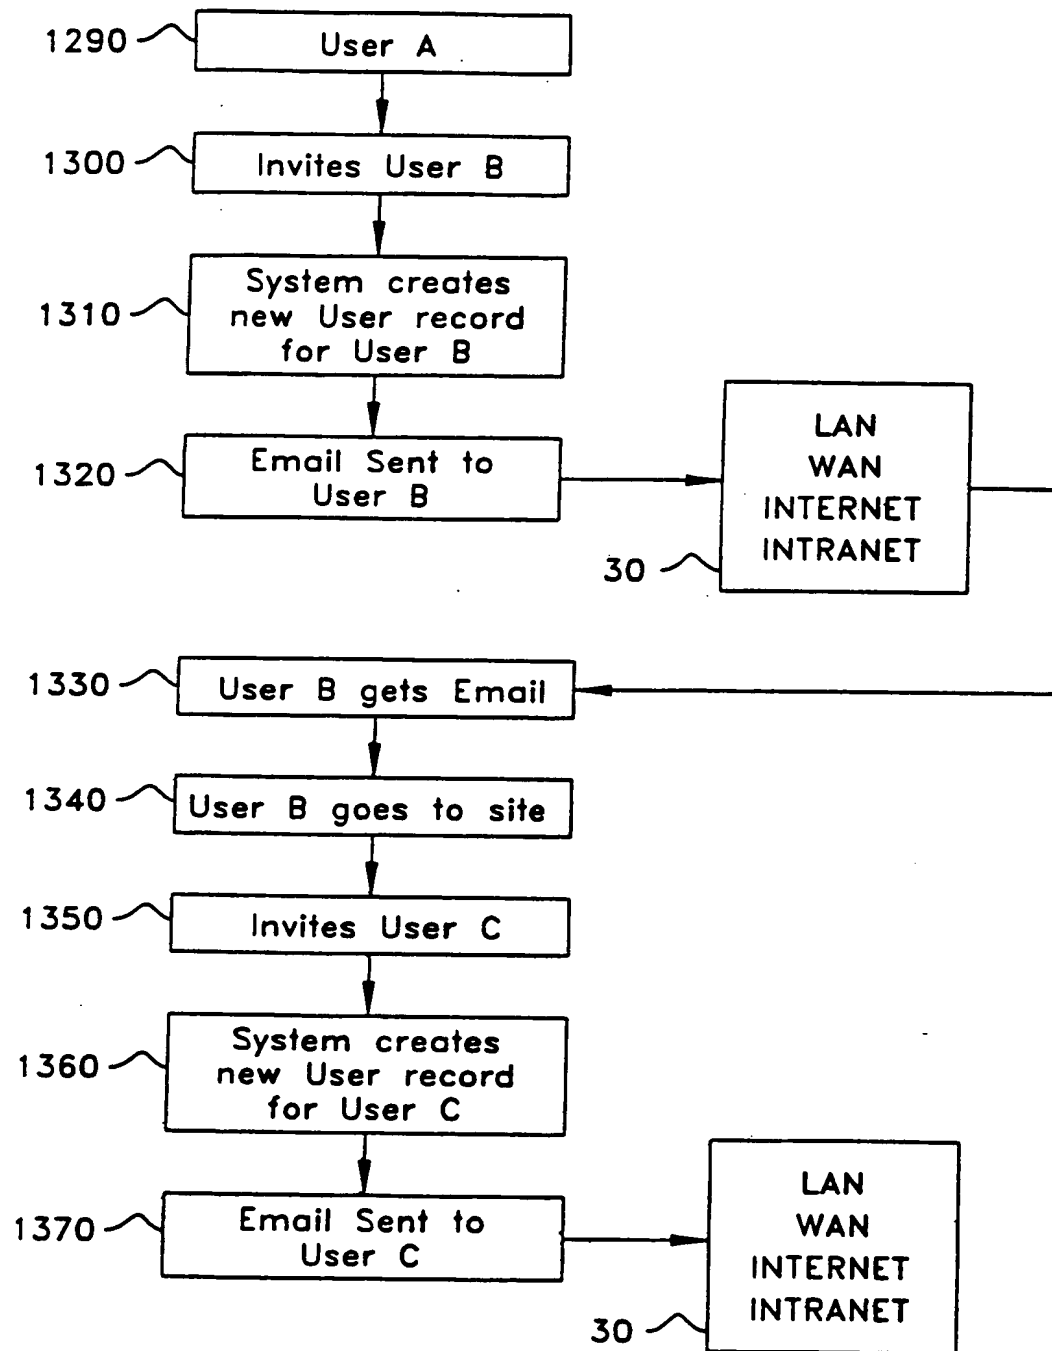 1290
User A
1300
Invites User B
1310
System creates
new User record
for User B
1320
Email Sent to
User B
LAN
WAN
INTERNET
INTRANET
30
1330
User B gets Email
1340
User B goes to site
1350
Invites User C
1360
System creates
new User record
for User C
1370
Email Sent to
User C
LAN
WAN
INTERNET
INTRANET
30